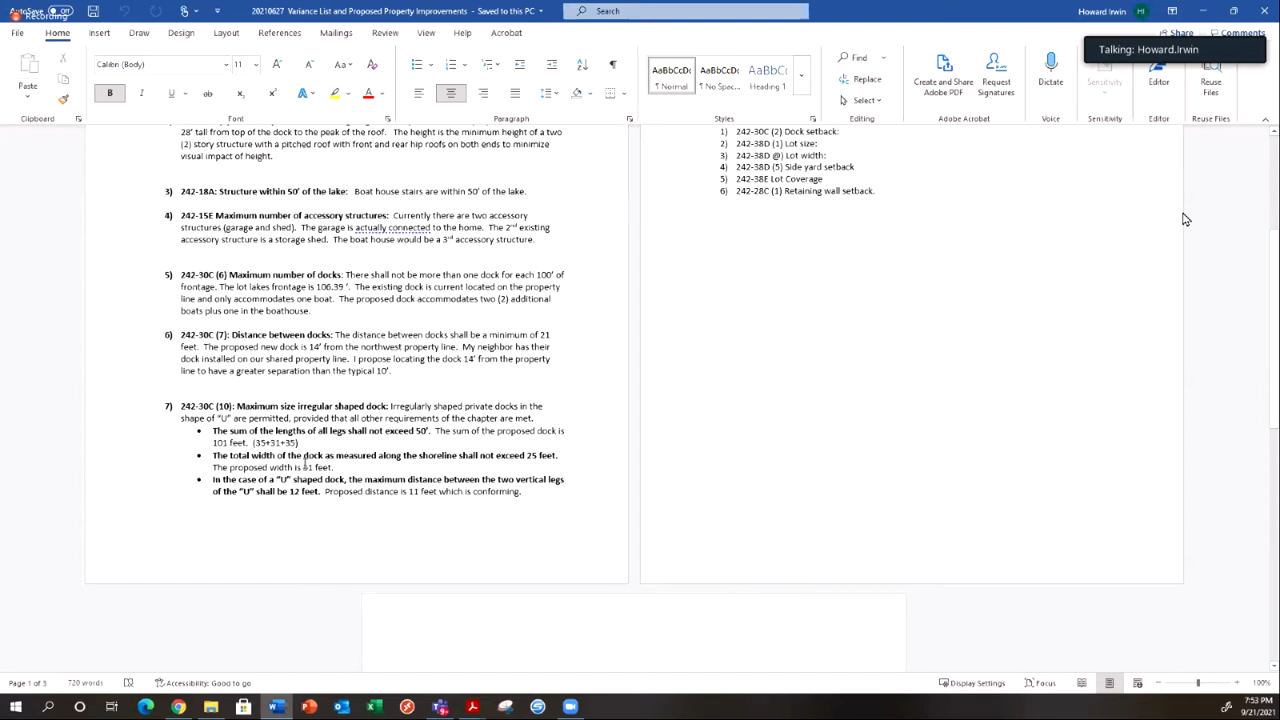 AutoSave Off
Recording
20210627 Variance List and Proposed Property Improvements - Saved to this PC
Search
Howard Irwin
HI
File Home Insert Draw Design Layout References Mailings Review View Help Acrobat
Share Comments
Talking: Howard.Irwin
Paste
Calibri (Body) 11
Find
Replace
Select
Normal
No Spac...
Heading 1
Create and Share
Adobe PDF
Request
Signatures
Dictate
Sensitivity
Editor
Reuse
Files
Clipboard Font Paragraph Styles Editing Adobe Acrobat Voice Sensitivity Editor Reuse Files
28' tall from top of the dock to the peak of the roof. The height is the minimum height of a two
(2) story structure with a pitched roof with front and rear hip roofs on both ends to minimize
visual impact of height.
3) 242-18A: Structure within 50' of the lake: Boat house stairs are within 50' of the lake.
4) 242-15E Maximum number of accessory structures: Currently there are two accessory
structures (garage and shed). The garage is actually connected to the home. The 2nd existing
accessory structure is a storage shed. The boat house would be a 3rd accessory structure.
5) 242-30C (6) Maximum number of docks: There shall not be more than one dock for each 100' of
frontage. The lot lakes frontage is 106.39 '. The existing dock is current located on the property
line and only accommodates one boat. The proposed dock accommodates two (2) additional
boats plus one in the boathouse.
6) 242-30C (7): Distance between docks: The distance between docks shall be a minimum of 21
feet. The proposed new dock is 14' from the northwest property line. My neighbor has their
dock installed on our shared property line. I propose locating the dock 14' from the property
line to have a greater separation than the typical 10'.
7) 242-30C (10): Maximum size irregular shaped dock: Irregularly shaped private docks in the
shape of "U" are permitted, provided that all other requirements of the chapter are met.
• The sum of the lengths of all legs shall not exceed 50'. The sum of the proposed dock is
101 feet. (35+31+35)
• The total width of the dock as measured along the shoreline shall not exceed 25 feet.
The proposed width is 31 feet.
• In the case of a "U" shaped dock, the maximum distance between the two vertical legs
of the "U" shall be 12 feet. Proposed distance is 11 feet which is conforming.
1) 242-30C (2) Dock setback:
2) 242-38D (1) Lot size:
3) 242-38D @) Lot width:
4) 242-38D (5) Side yard setback
5) 242-38E Lot Coverage
6) 242-28C (1) Retaining wall setback.
Page 1 of 3 720 words Accessibility: Good to go Display Settings Focus 100%
7:53 PM
9/21/2021